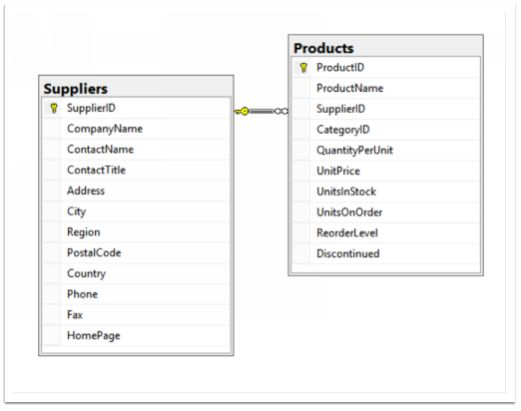 Suppliers
SupplierID
CompanyName
ContactName
ContactTitle
Address
City
Region
PostalCode
Country
Phone
Fax
HomePage
Products
ProductID
ProductName
SupplierID
CategoryID
QuantityPerUnit
UnitPrice
UnitsInStock
UnitsOnOrder
ReorderLevel
Discontinued